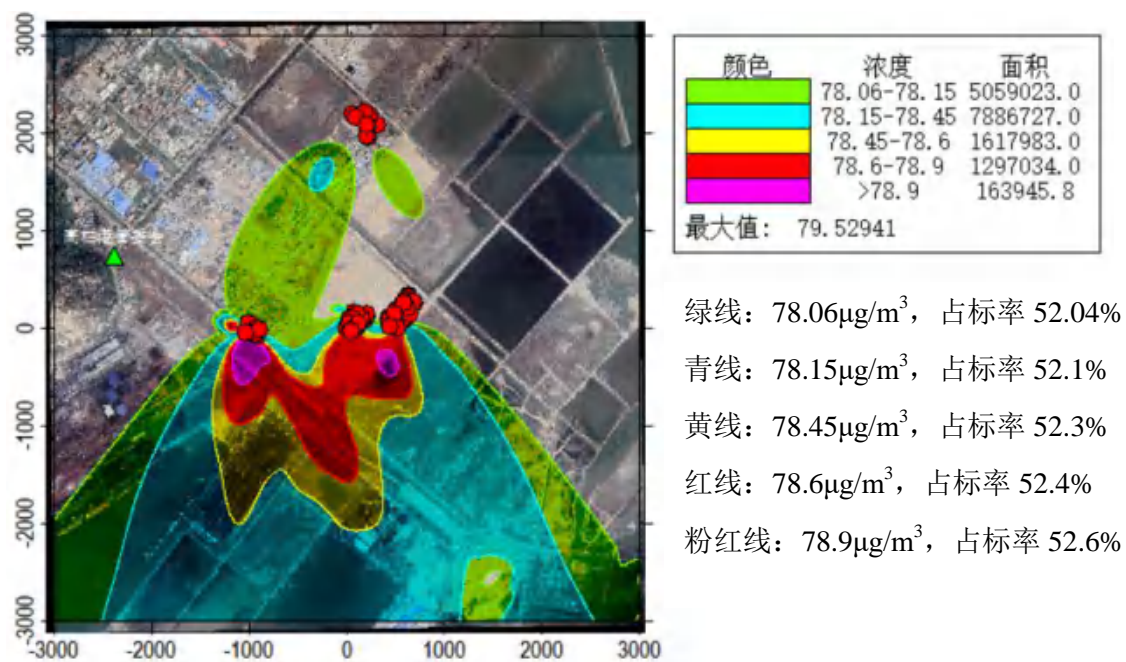 3000
2000
1000
0
-1000
-2000
-3000
-3000 -2000 -1000 0 1000 2000 3000
颜色 浓度 面积
78.06-78.15 5059023.0
78.15-78.45 7886727.0
78.45-78.6 1617983.0
78.6-78.9 1297034.0
>78.9 163945.8
最大值: 79.52941
绿线：78.06μg/m³，占标率 52.04%
青线：78.15μg/m³，占标率 52.1%
黄线：78.45μg/m³，占标率 52.3%
红线：78.6μg/m³，占标率 52.4%
粉红线：78.9μg/m³，占标率 52.6%